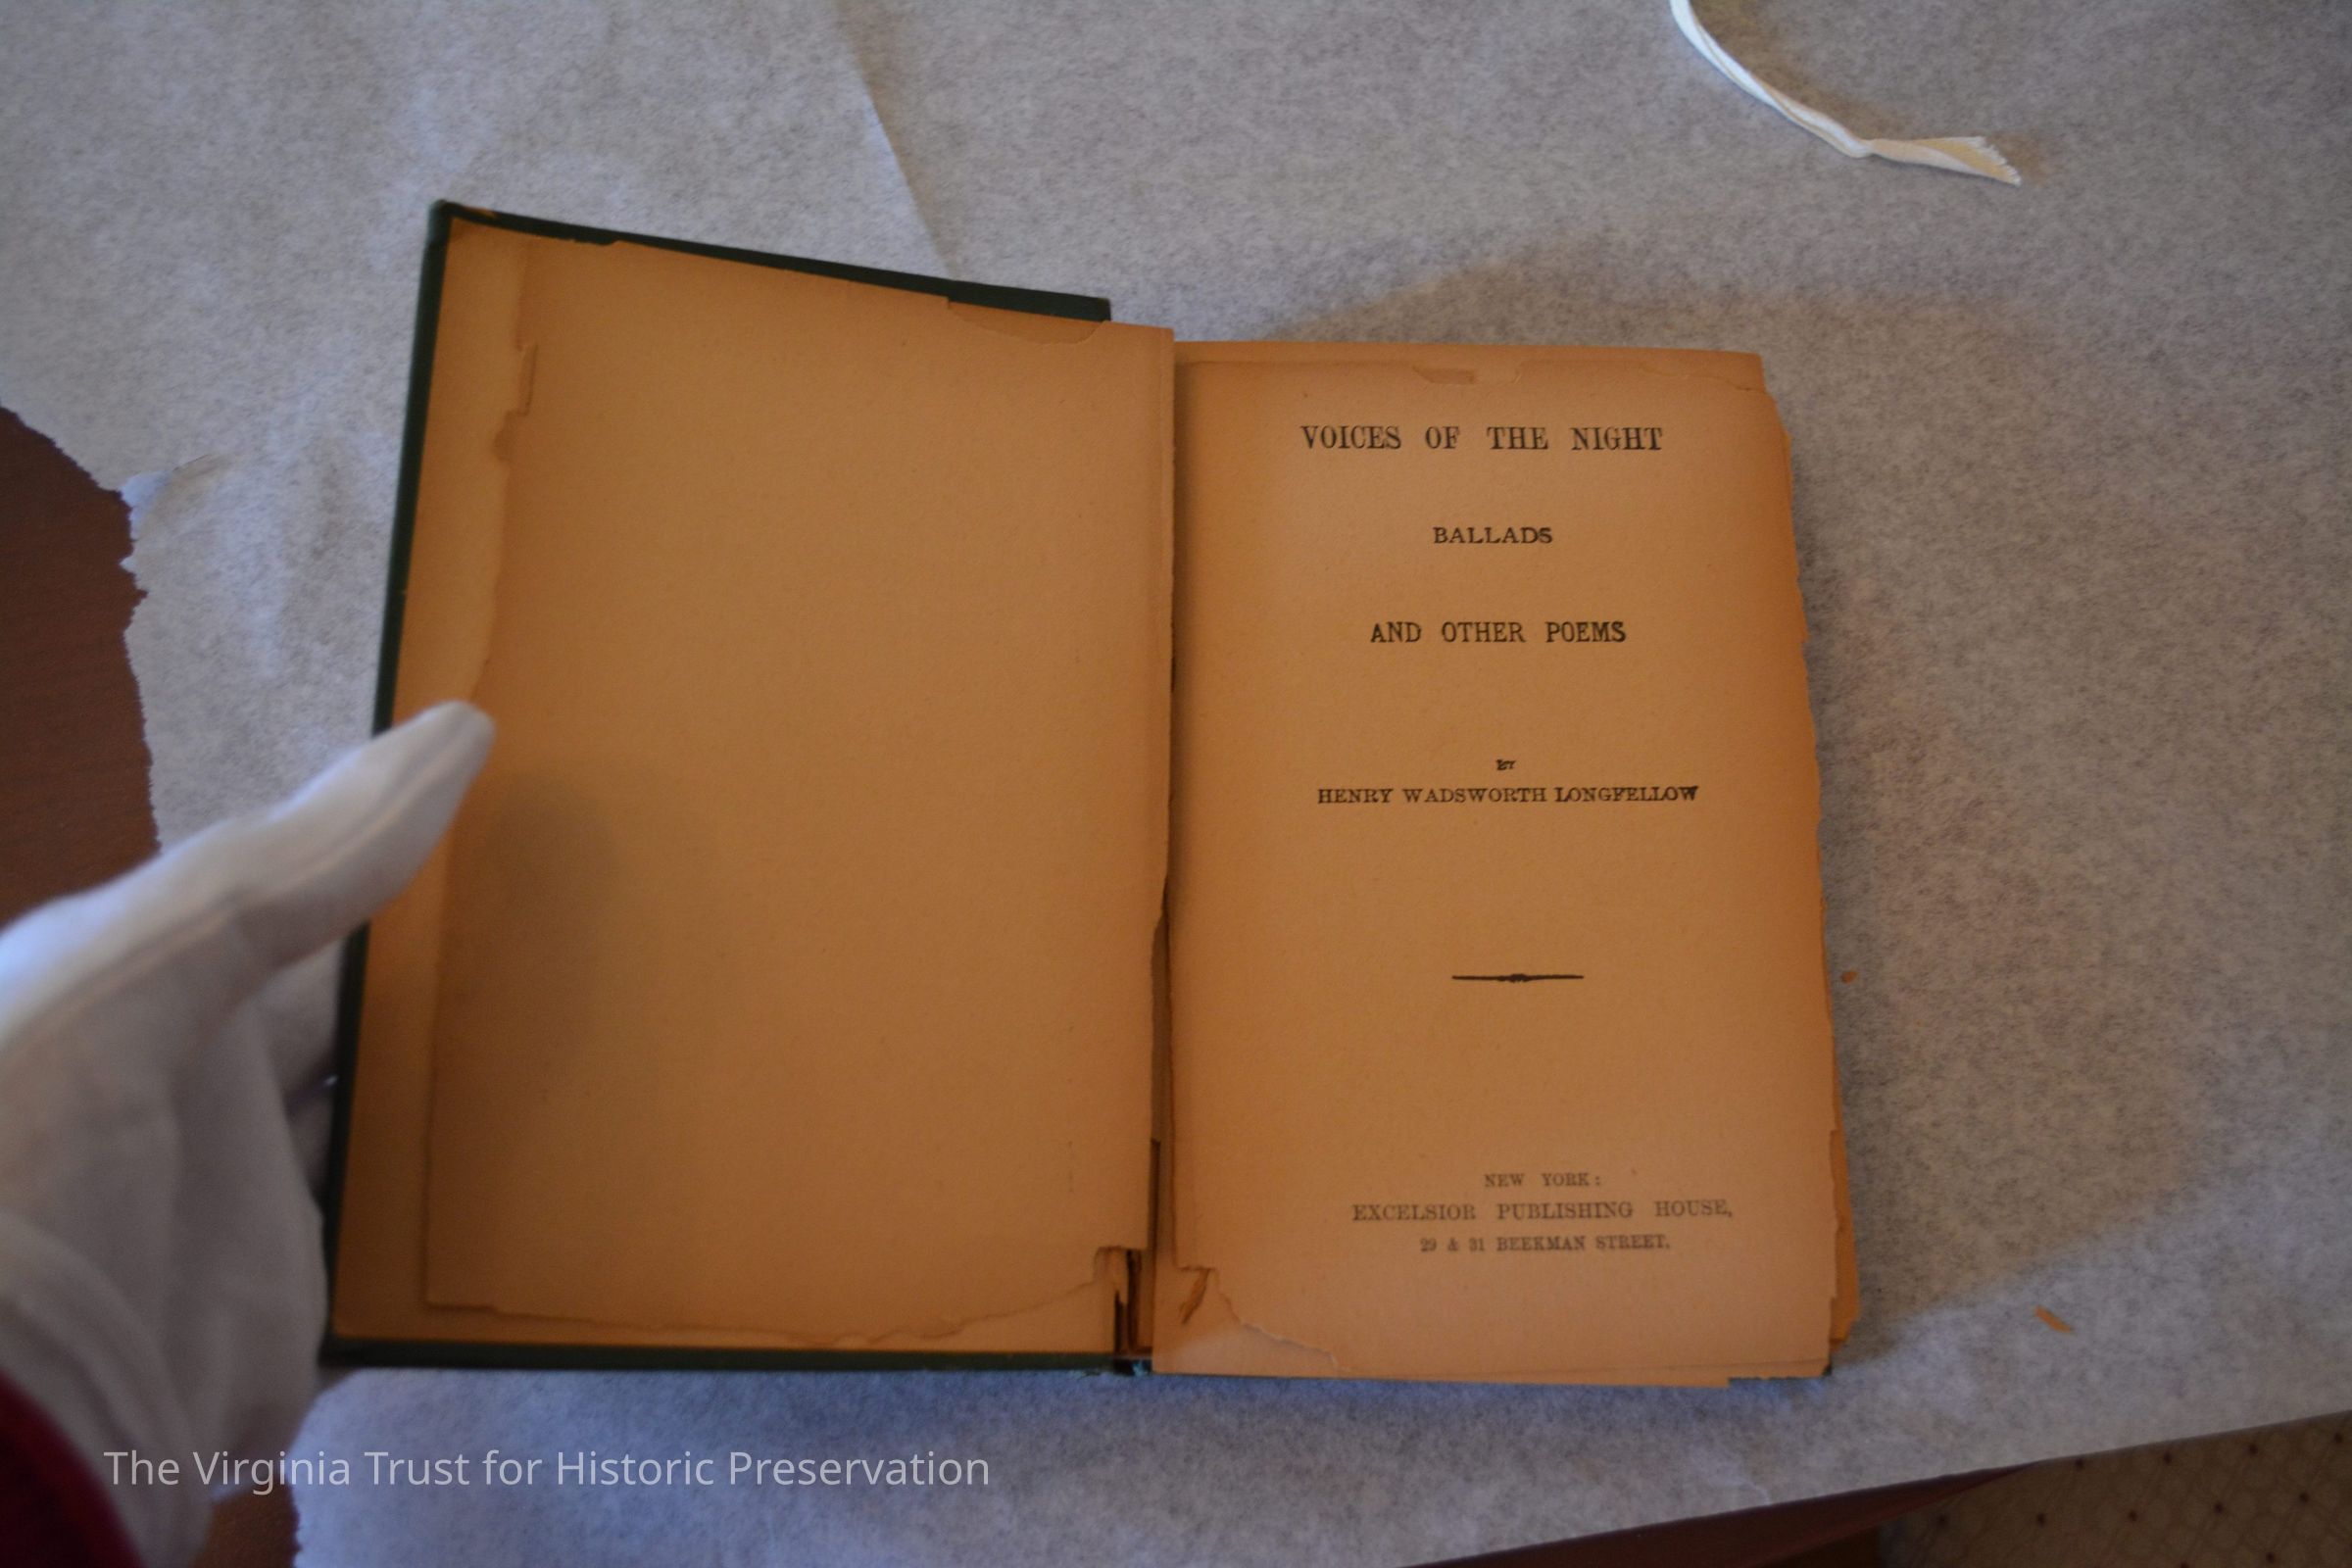 VOICES OF THE NIGHT
BALLADS
AND OTHER POEMS
BY
HENRY WADSWORTH LONGFELLOW
NEW YORK:
EXCELSIOR PUBLISHING HOUSE,
29 & 31 BEEKMAN STREET.
The Virginia Trust for Historic Preservation